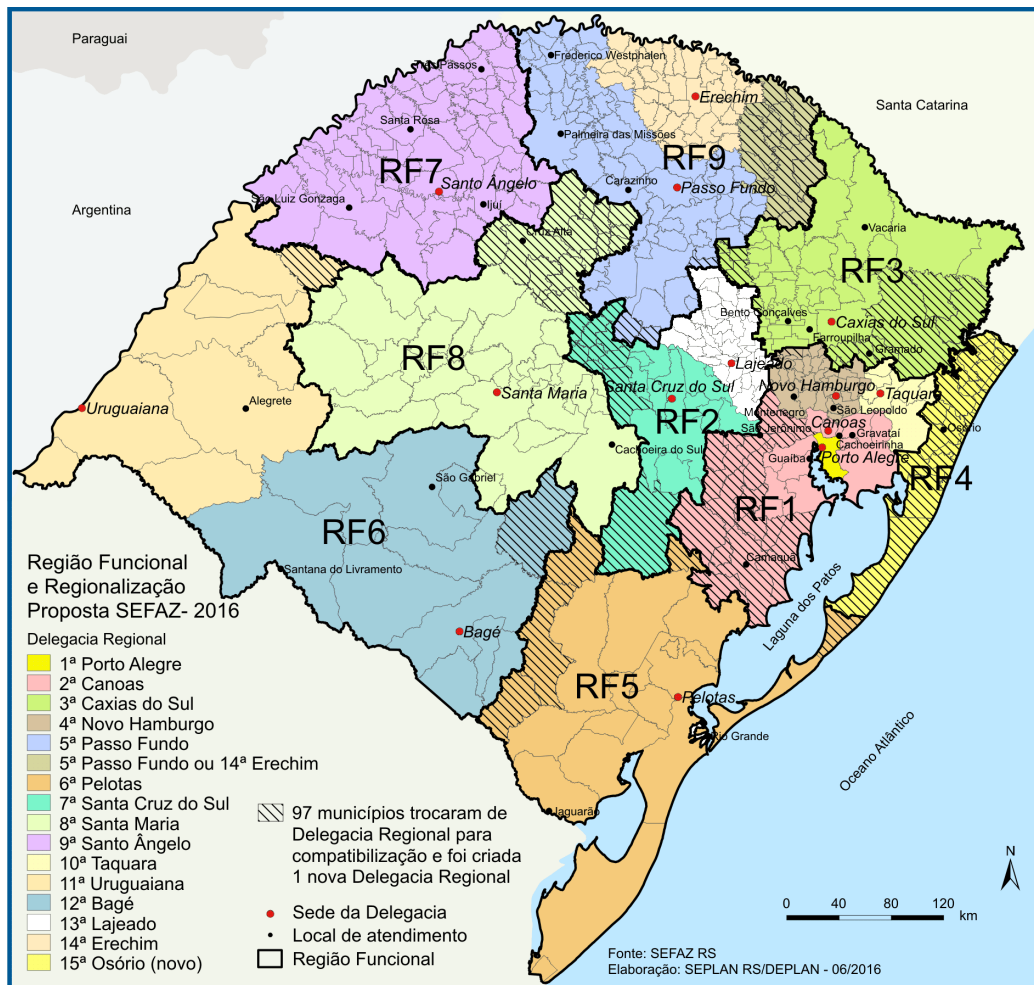 Paraguai
Frederico Westphalen
Três Passos
Erechim
Santa Catarina
Santa Rosa
Palmeira das Missões
RF9
RF7
Santo Ângelo
Carazinho
Passo Fundo
São Luiz Gonzaga
Ijuí
Argentina
Cruz Alta
Vacaria
RF3
Bento Gonçalves
Caxias do Sul
Farroupilha
Gramado
RF8
Lajeado
Santa Maria
Santa Cruz do Sul
Novo Hamburgo
Taquara
Uruguaiana
Alegrete
RF2
Montenegro
São Leopoldo
São Jerônimo
Canoas
Gravataí
Cachoeirinha
Osório
Cachoeira do Sul
Guaíba
Porto Alegre
RF4
São Gabriel
RF1
RF6
Camaquã
Santana do Livramento
Laguna dos Patos
Bagé
RF5
Pelotas
Rio Grande
Oceano Atlântico
Jaguarão
Região Funcional
e Regionalização
Proposta SEFAZ- 2016
Delegacia Regional
1ª Porto Alegre
2ª Canoas
3ª Caxias do Sul
4ª Novo Hamburgo
5ª Passo Fundo
5ª Passo Fundo ou 14ª Erechim
6ª Pelotas
7ª Santa Cruz do Sul
8ª Santa Maria
9ª Santo Ângelo
10ª Taquara
11ª Uruguaiana
12ª Bagé
13ª Lajeado
14ª Erechim
15ª Osório (novo)
97 municípios trocaram de
Delegacia Regional para
compatibilização e foi criada
1 nova Delegacia Regional
Sede da Delegacia
Local de atendimento
Região Funcional
N
0 40 80 120
km
Fonte: SEFAZ RS
Elaboração: SEPLAN RS/DEPLAN - 06/2016